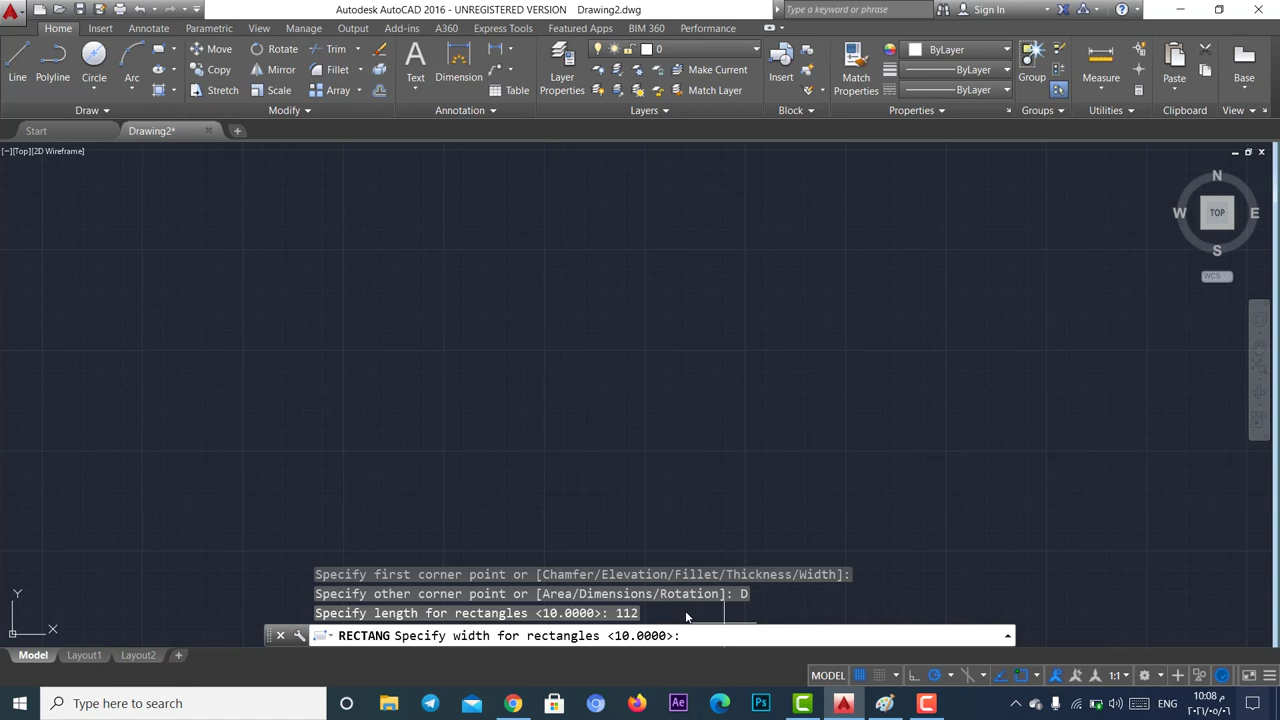 Autodesk AutoCAD 2016 - UNREGISTERED VERSION Drawing2.dwg
Type a keyword or phrase
Sign In
Home Insert Annotate Parametric View Manage Output Add-ins A360 Express Tools Featured Apps BIM 360 Performance
Line Polyline Circle Arc
Move Rotate Trim
Copy Mirror Fillet
Stretch Scale Array
Text Dimension Table
Layer Properties
0
Make Current
Match Layer
Insert
Match Properties
ByLayer
ByLayer
ByLayer
Group
Measure
Paste
Base
Draw Modify Annotation Layers Block Properties Groups Utilities Clipboard View
Start Drawing2*
[−][Top][2D Wireframe]
N
W TOP E
S
WCS
Specify first corner point or [Chamfer/Elevation/Fillet/Thickness/Width]:
Specify other corner point or [Area/Dimensions/Rotation]: D
Specify length for rectangles <10.0000>: 112
RECTANG Specify width for rectangles <10.0000>:
Y
X
Model Layout1 Layout2
MODEL 1:1
Type here to search
Ae Ps
ENG
10:08 م
٢٠٢١/٠٥/٠٦